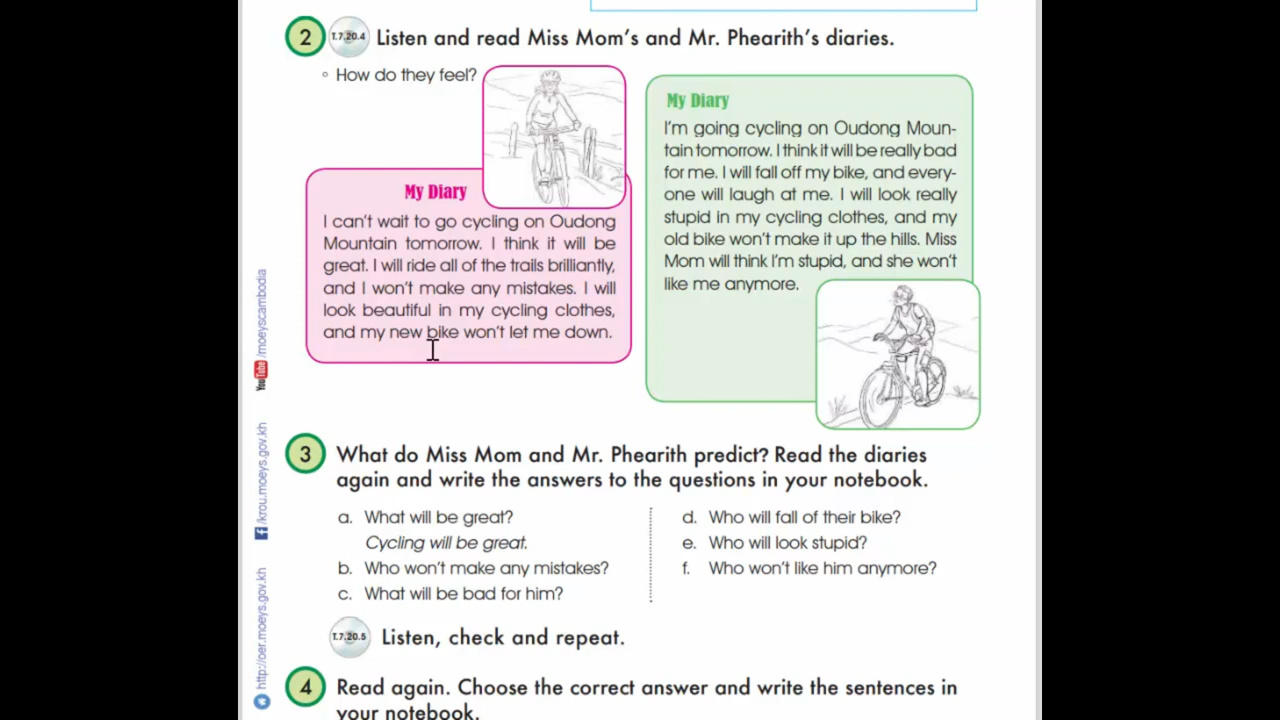 2 T.7.20.4 Listen and read Miss Mom's and Mr. Phearith's diaries.
° How do they feel?
My Diary
I can't wait to go cycling on Oudong
Mountain tomorrow. I think it will be
great. I will ride all of the trails brilliantly,
and I won't make any mistakes. I will
look beautiful in my cycling clothes,
and my new bike won't let me down.
My Diary
I'm going cycling on Oudong Moun-
tain tomorrow. I think it will be really bad
for me. I will fall off my bike, and every-
one will laugh at me. I will look really
stupid in my cycling clothes, and my
old bike won't make it up the hills. Miss
Mom will think I'm stupid, and she won't
like me anymore.
3 What do Miss Mom and Mr. Phearith predict? Read the diaries
again and write the answers to the questions in your notebook.
a. What will be great?
Cycling will be great.
b. Who won't make any mistakes?
c. What will be bad for him?
d. Who will fall of their bike?
e. Who will look stupid?
f. Who won't like him anymore?
T.7.20.5 Listen, check and repeat.
4 Read again. Choose the correct answer and write the sentences in
your notebook.
YouTube /moeyscambodia
f /krou.moeys.gov.kh
http://oer.moeys.gov.kh